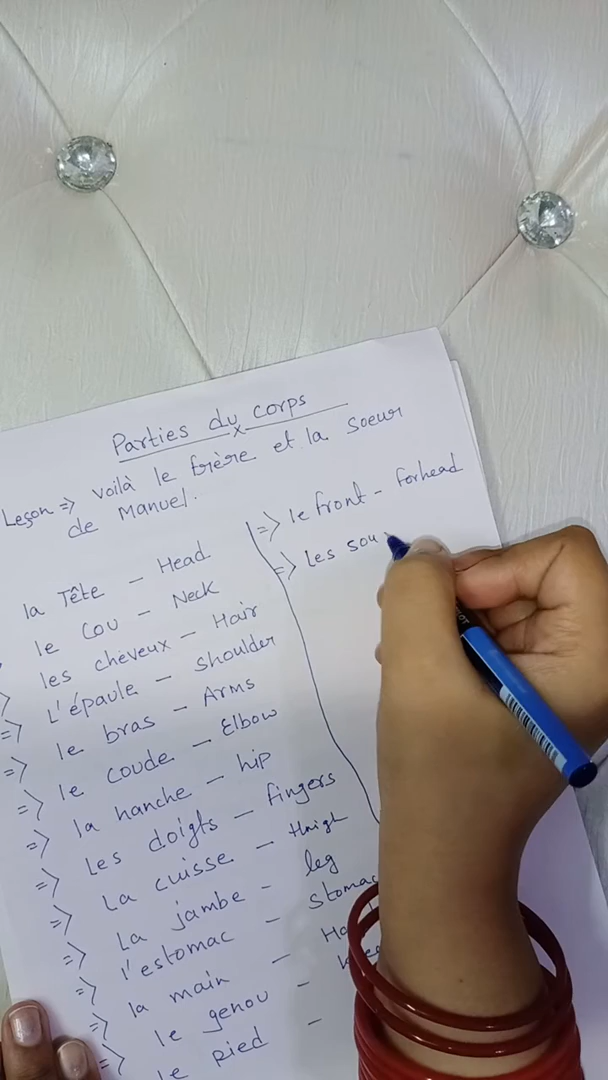 Parties du corps
x
Leçon => voilà le frère et la soeur
de Manuel.
la Tête - Head
le Cou - Neck
les cheveux - Hair
=> L'épaule - shoulder
=> le bras - Arms
=> le coude - Elbow
=> la hanche - hip
=> Les doigts - fingers
=> La cuisse - Thigh
=> La jambe - leg
=> l'estomac - Stomac
=> la main -
=> le genou -
le pied -
=> le front - forhead
=> Les sou